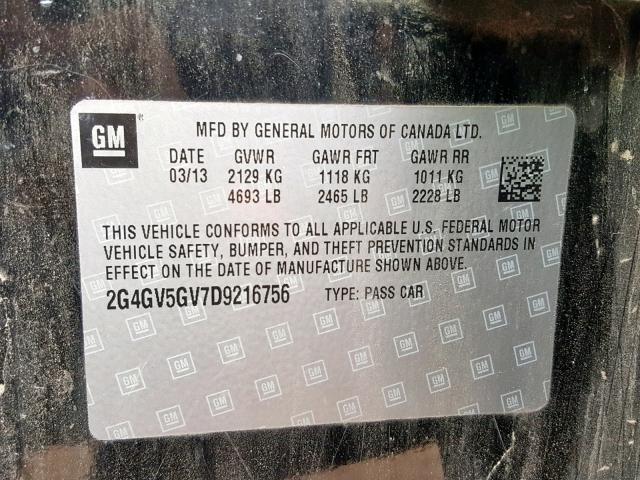 GM
MFD BY GENERAL MOTORS OF CANADA LTD.
DATE GVWR GAWR FRT GAWR RR
03/13 2129 KG 1118 KG 1011 KG
4693 LB 2465 LB 2228 LB
THIS VEHICLE CONFORMS TO ALL APPLICABLE U.S. FEDERAL MOTOR
VEHICLE SAFETY, BUMPER, AND THEFT PREVENTION STANDARDS IN
EFFECT ON THE DATE OF MANUFACTURE SHOWN ABOVE.
2G4GV5GV7D9216756 TYPE: PASS CAR